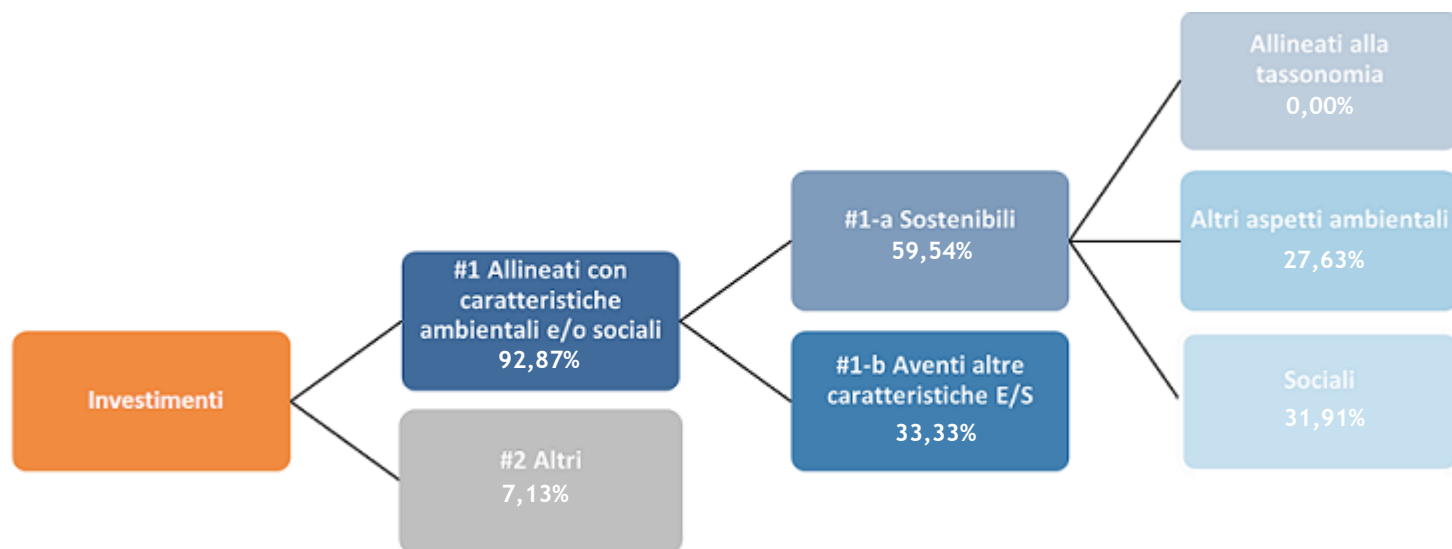 Investimenti
#1 Allineati con
caratteristiche
ambientali e/o sociali
92,87%
#2 Altri
7,13%
#1-a Sostenibili
59,54%
#1-b Aventi altre
caratteristiche E/S
33,33%
Allineati alla
tassonomia
0,00%
Altri aspetti ambientali
27,63%
Sociali
31,91%